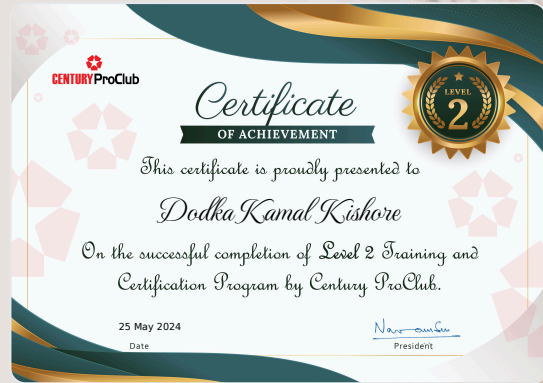 CENTURY ProClub
Certificate
OF ACHIEVEMENT
LEVEL
2
This certificate is proudly presented to
Dodka Kamal Kishore
On the successful completion of Level 2 Training and
Certification Program by Century ProClub.
25 May 2024
Date
President